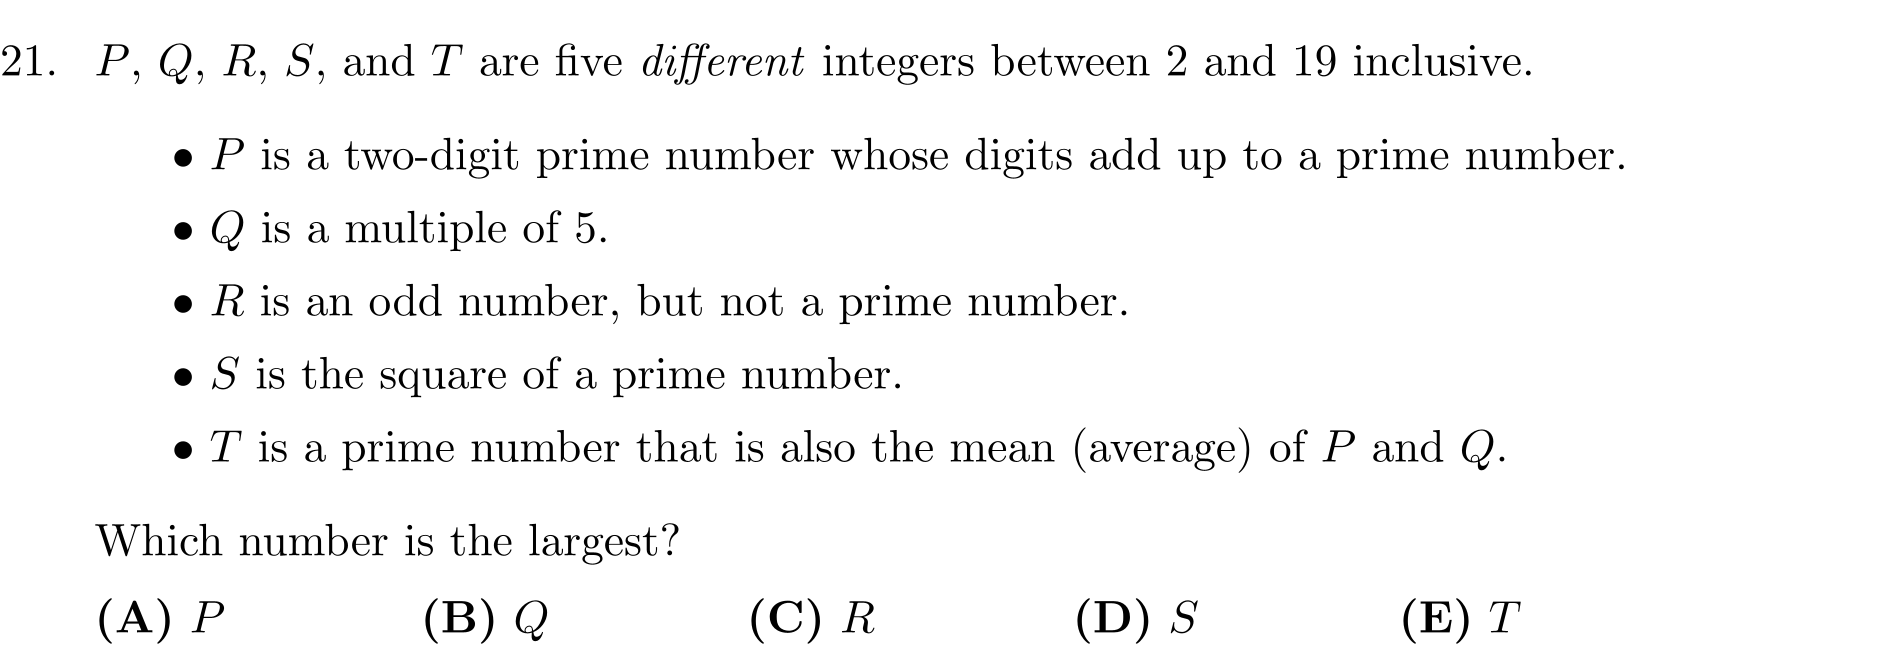 21. P, Q, R, S, and T are five different integers between 2 and 19 inclusive.
• P is a two-digit prime number whose digits add up to a prime number.
• Q is a multiple of 5.
• R is an odd number, but not a prime number.
• S is the square of a prime number.
• T is a prime number that is also the mean (average) of P and Q.
Which number is the largest?
(A) P (B) Q (C) R (D) S (E) T